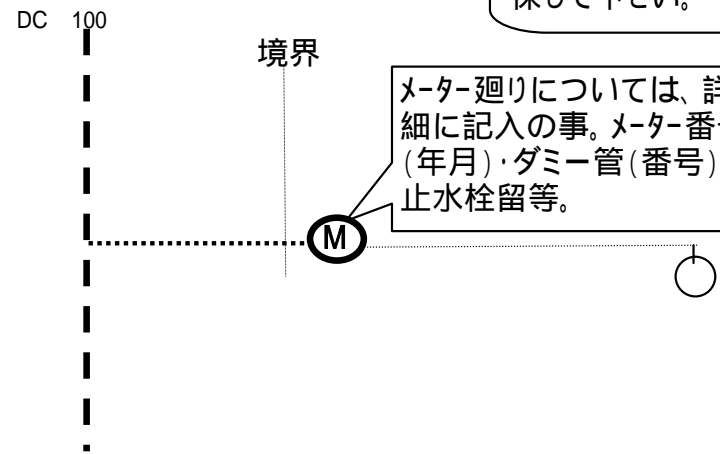 保して下さい。
DC 100
境界
メーター廻りについては、詳
細に記入の事。メーター番
(年月)・ダミー管(番号)
止水栓留等。
M